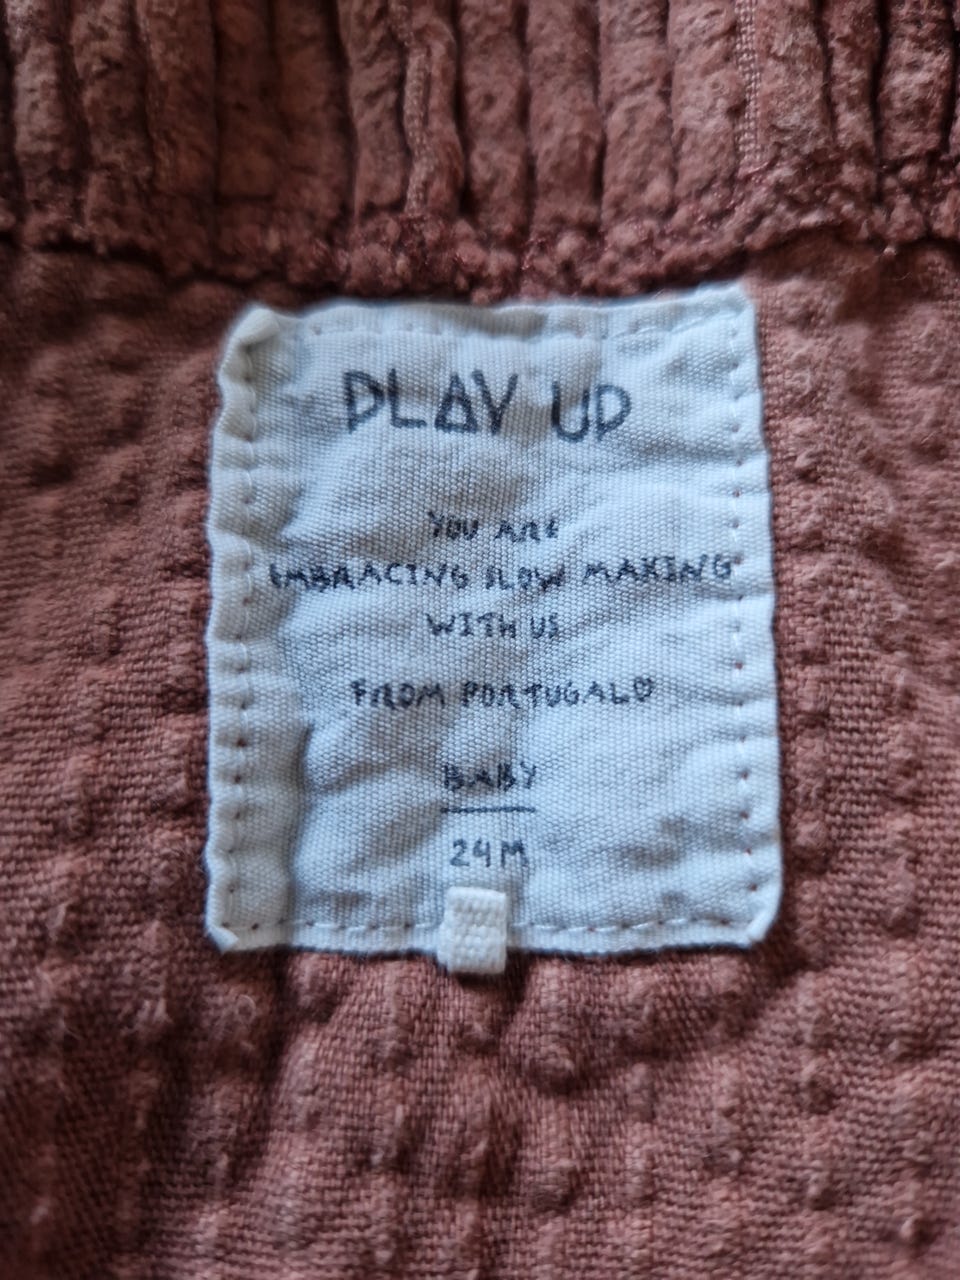 PLAY UP
YOU ARE
EMBRACING SLOW MAKING
WITH US
FROM PORTUGAL♡
BABY
24M